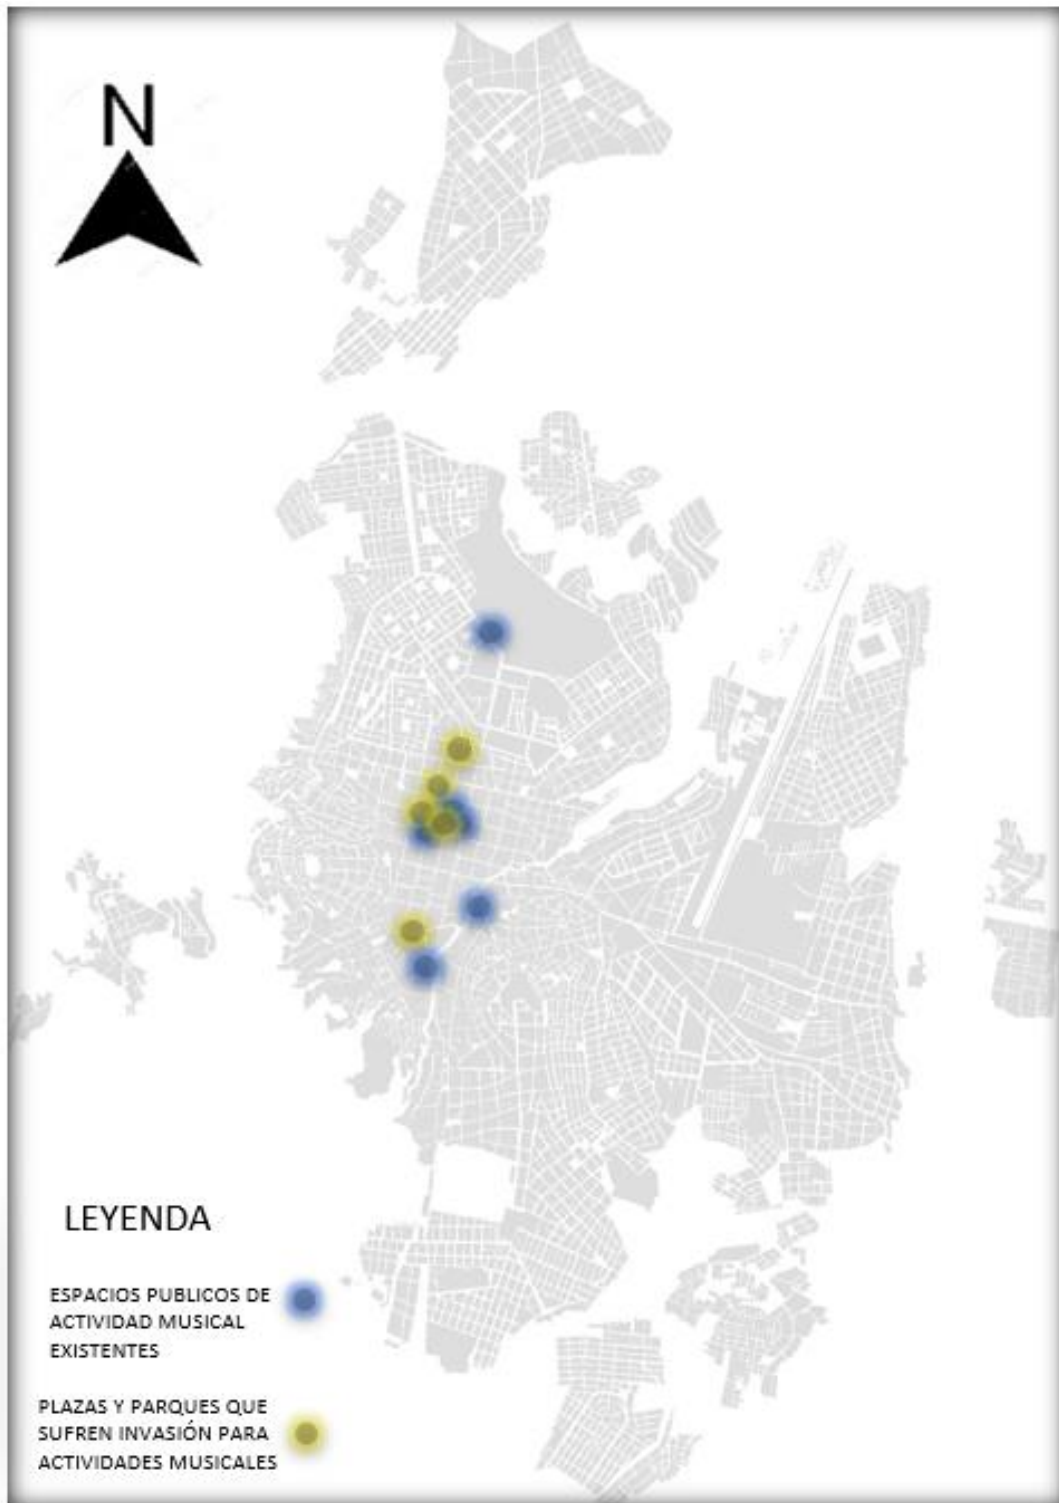 N
LEYENDA
ESPACIOS PUBLICOS DE
ACTIVIDAD MUSICAL
EXISTENTES
PLAZAS Y PARQUES QUE
SUFREN INVASIÓN PARA
ACTIVIDADES MUSICALES